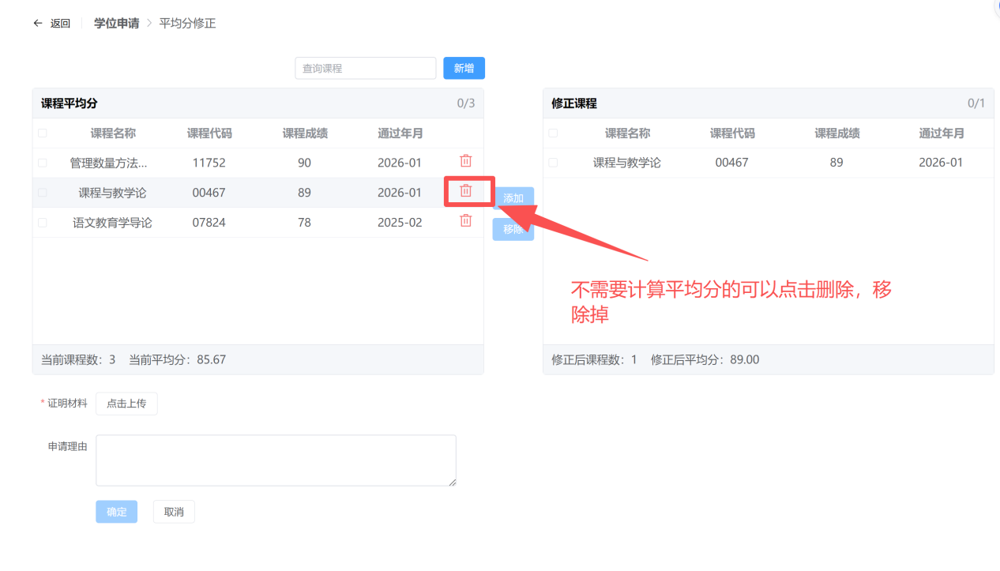 返回 学位申请 > 平均分修正
查询课程 新增
课程平均分 0/3
课程名称 课程代码 课程成绩 通过年月
管理数量方法... 11752 90 2026-01
课程与教学论 00467 89 2026-01
语文教育学导论 07824 78 2025-02
当前课程数：3 当前平均分：85.67
添加
移除
修正课程 0/1
课程名称 课程代码 课程成绩 通过年月
课程与教学论 00467 89 2026-01
不需要计算平均分的可以点击删除，移
除掉
修正后课程数：1 修正后平均分：89.00
* 证明材料 点击上传
申请理由
确定 取消